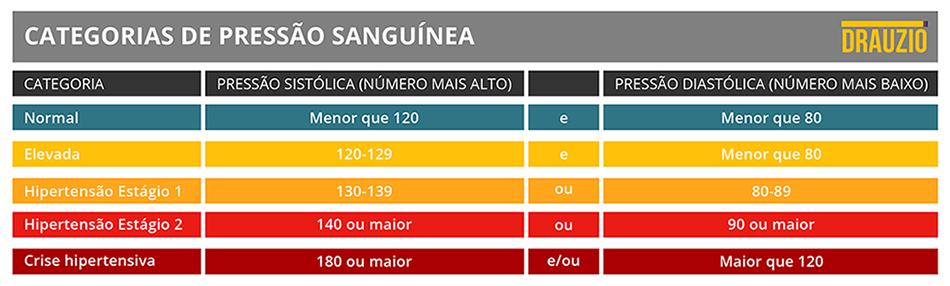 CATEGORIAS DE PRESSÃO SANGUÍNEA
DRAUZIO
CATEGORIA PRESSÃO SISTÓLICA (NÚMERO MAIS ALTO) PRESSÃO DIASTÓLICA (NÚMERO MAIS BAIXO)
Normal Menor que 120 e Menor que 80
Elevada 120-129 e Menor que 80
Hipertensão Estágio 1 130-139 ou 80-89
Hipertensão Estágio 2 140 ou maior ou 90 ou maior
Crise hipertensiva 180 ou maior e/ou Maior que 120